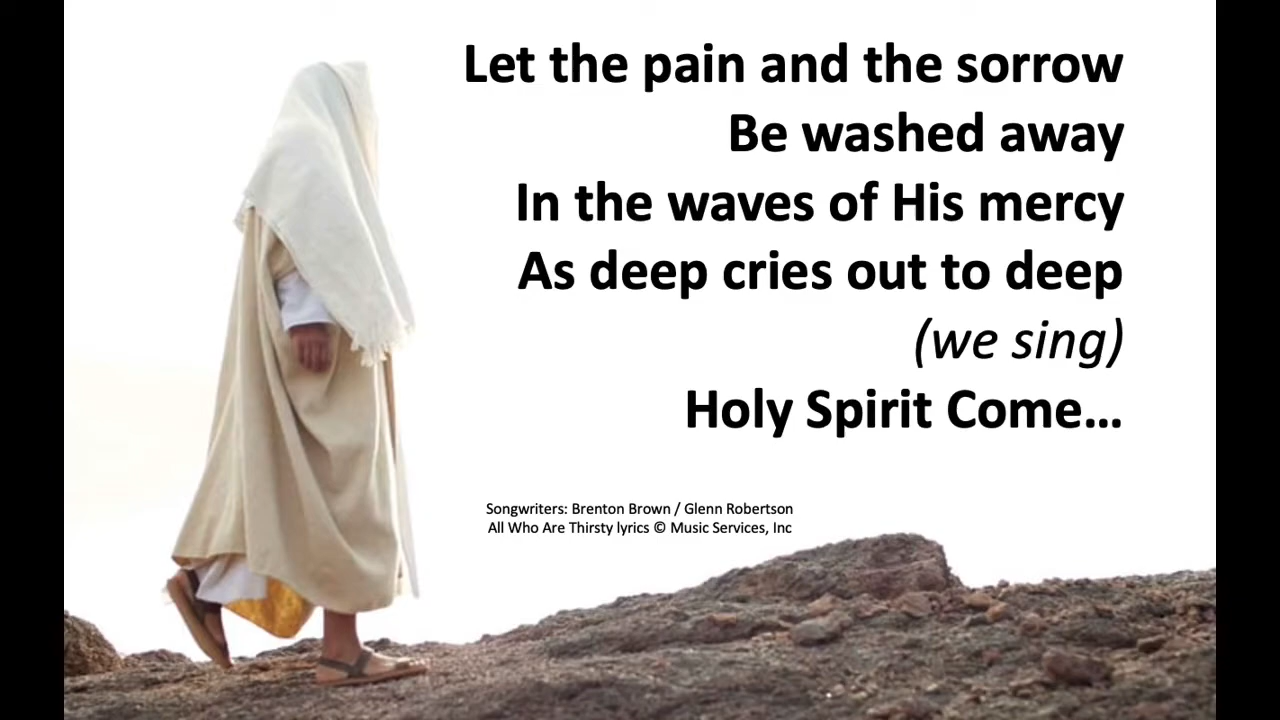 Let the pain and the sorrow
Be washed away
In the waves of His mercy
As deep cries out to deep
(we sing)
Holy Spirit Come…
Songwriters: Brenton Brown / Glenn Robertson
All Who Are Thirsty lyrics © Music Services, Inc